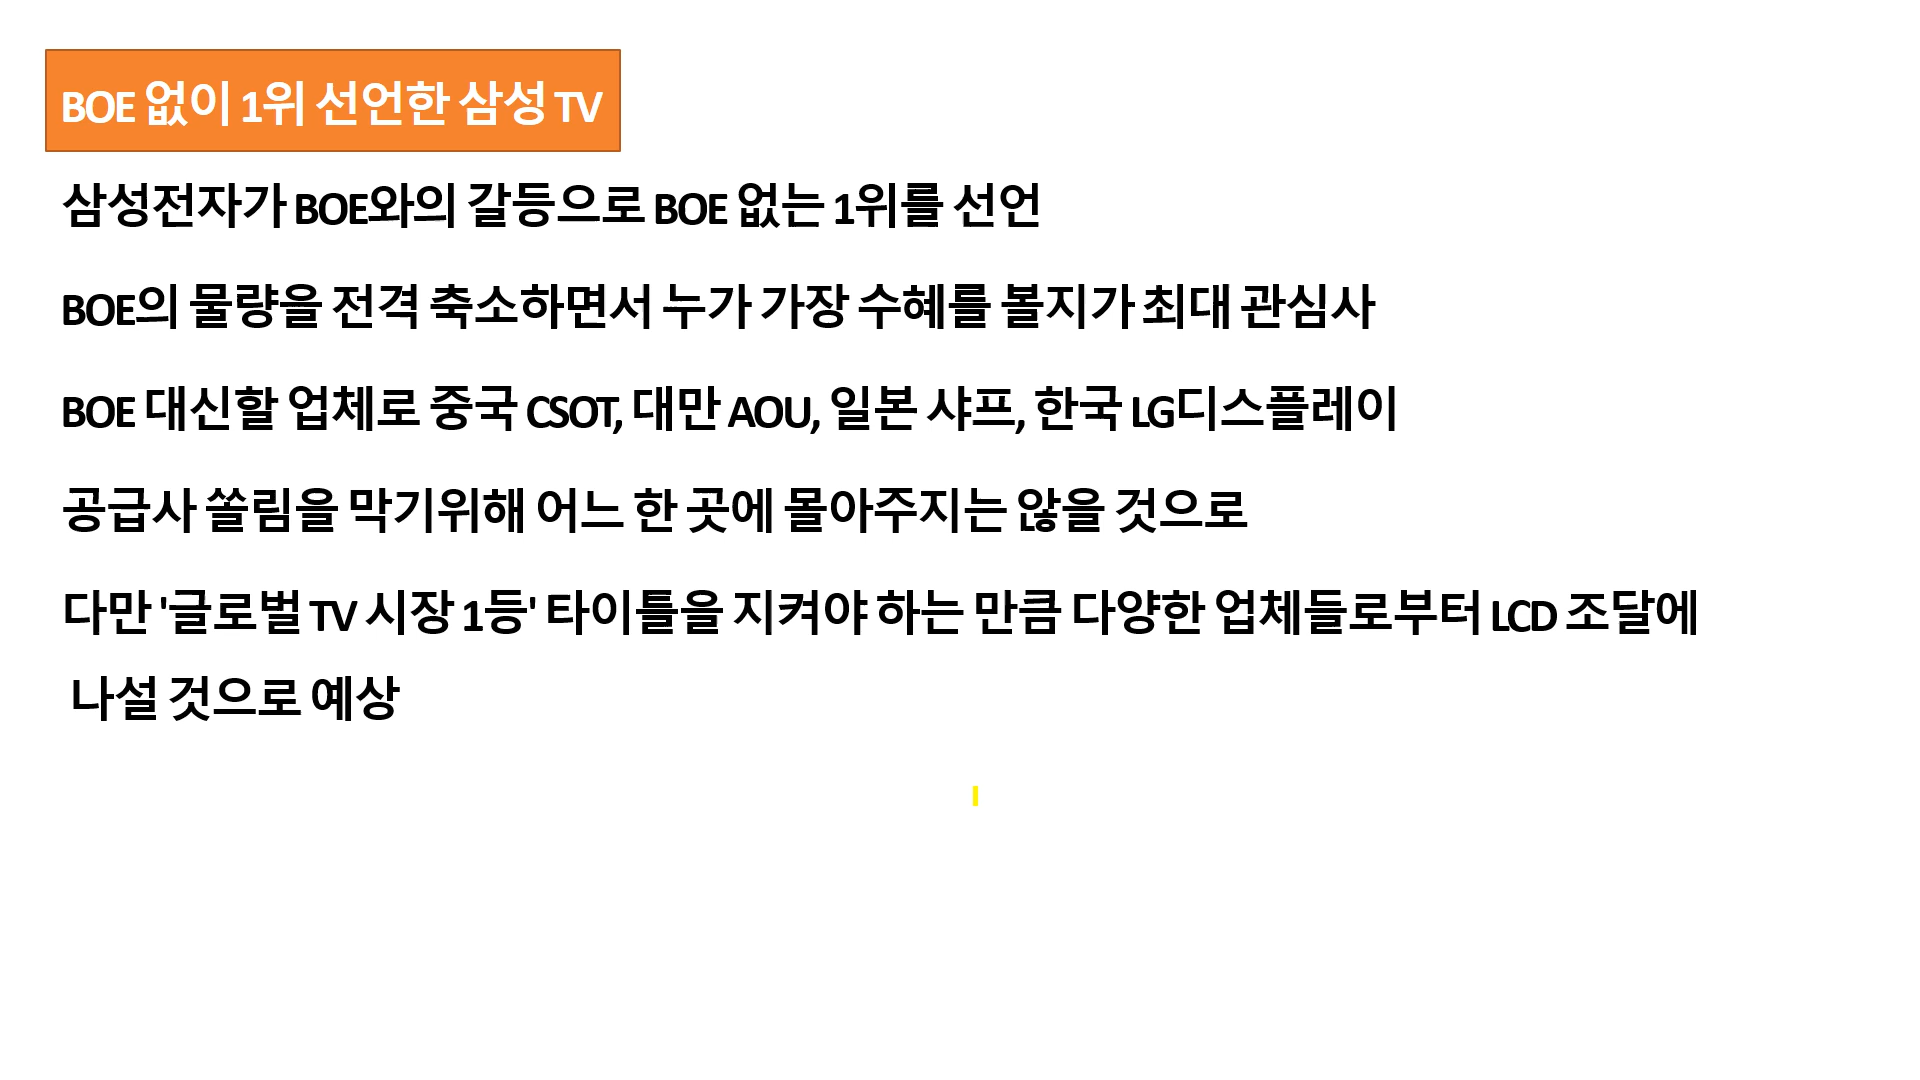 BOE 없이 1위 선언한 삼성 TV
삼성전자가 BOE와의 갈등으로 BOE 없는 1위를 선언
BOE의 물량을 전격 축소하면서 누가 가장 수혜를 볼지가 최대 관심사
BOE 대신할 업체로 중국 CSOT, 대만 AOU, 일본 샤프, 한국 LG디스플레이
공급사 쏠림을 막기위해 어느 한 곳에 몰아주지는 않을 것으로
다만 '글로벌 TV 시장 1등' 타이틀을 지켜야 하는 만큼 다양한 업체들로부터 LCD 조달에
나설 것으로 예상